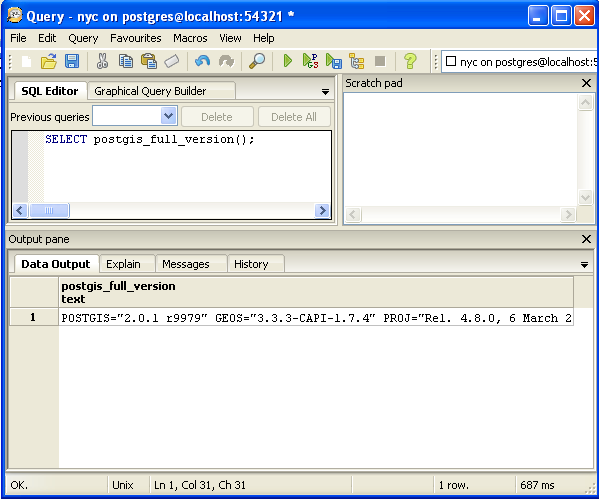 Query - nyc on postgres@localhost:54321 *
File Edit Query Favourites Macros View Help
nyc on postgres@localhost:5
SQL Editor Graphical Query Builder
Scratch pad
Previous queries Delete Delete All
SELECT postgis_full_version();
Output pane
Data Output Explain Messages History
postgis_full_version
text
1 POSTGIS="2.0.1 r9979" GEOS="3.3.3-CAPI-1.7.4" PROJ="Rel. 4.8.0, 6 March 2
OK. Unix Ln 1, Col 31, Ch 31 1 row. 687 ms